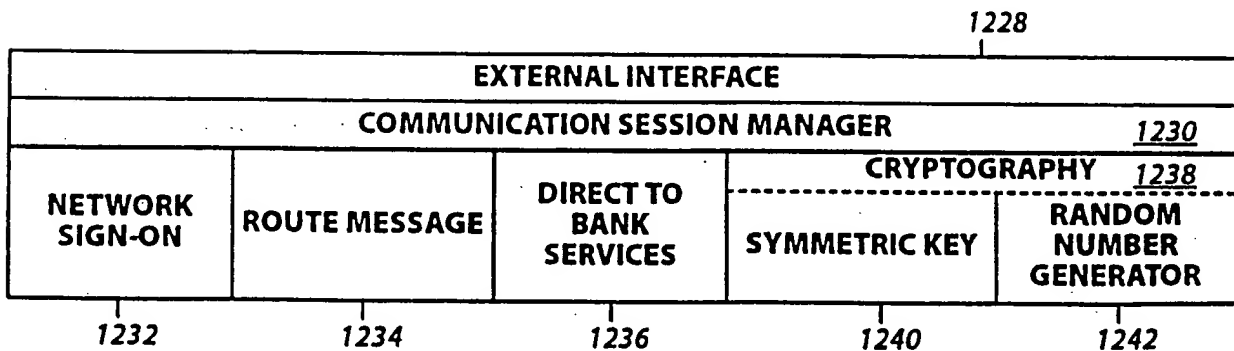 1228
EXTERNAL INTERFACE
COMMUNICATION SESSION MANAGER 1230
NETWORK
SIGN-ON
ROUTE MESSAGE
DIRECT TO
BANK
SERVICES
CRYPTOGRAPHY 1238
SYMMETRIC KEY
RANDOM
NUMBER
GENERATOR
1232 1234 1236 1240 1242